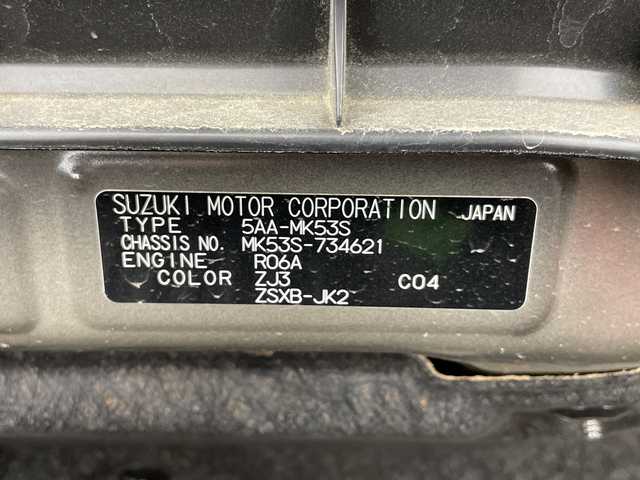 SUZUKI MOTOR CORPORATION JAPAN
TYPE 5AA-MK53S
CHASSIS NO. MK53S-734621
ENGINE R06A
COLOR ZJ3 C04
ZSXB-JK2